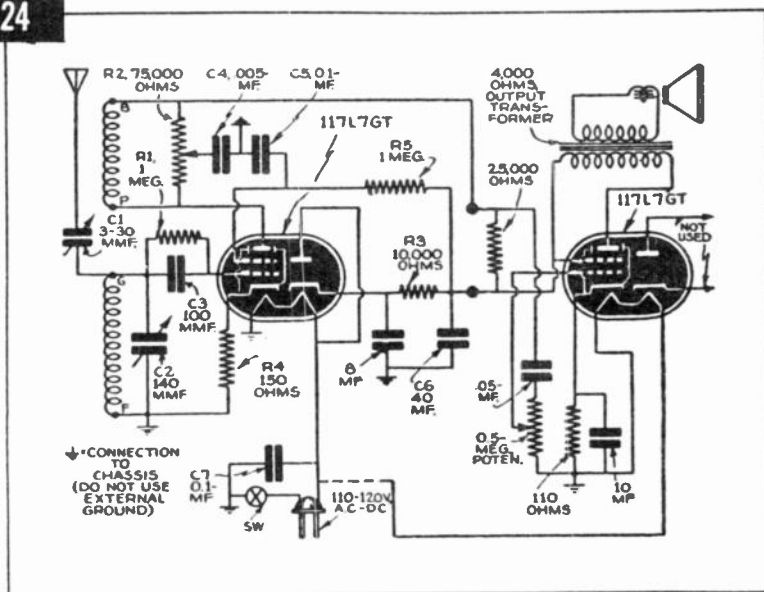 24
R2, 75,000
OHMS
C4, .005-
MF.
C5, 0.1-
MF.
4,000
OHMS
OUTPUT
TRANS-
FORMER
117L7GT
B
R1,
1
MEG.
R5
1 MEG.
25,000
OHMS
117L7GT
P
C1
3-30
MMF.
NOT
USED
R3
10,000
OHMS
G
C3
100
MMF.
C2
140
MMF
R4
150
OHMS
8
MF
C6
40
MF.
.05-
MF.
0.5-
MEG.
POTEN.
F
=CONNECTION
TO
CHASSIS
(DO NOT USE
EXTERNAL
GROUND)
C7
0.1-
MF
SW
110-120V.
A.C.-D.C
110
OHMS
10
MF